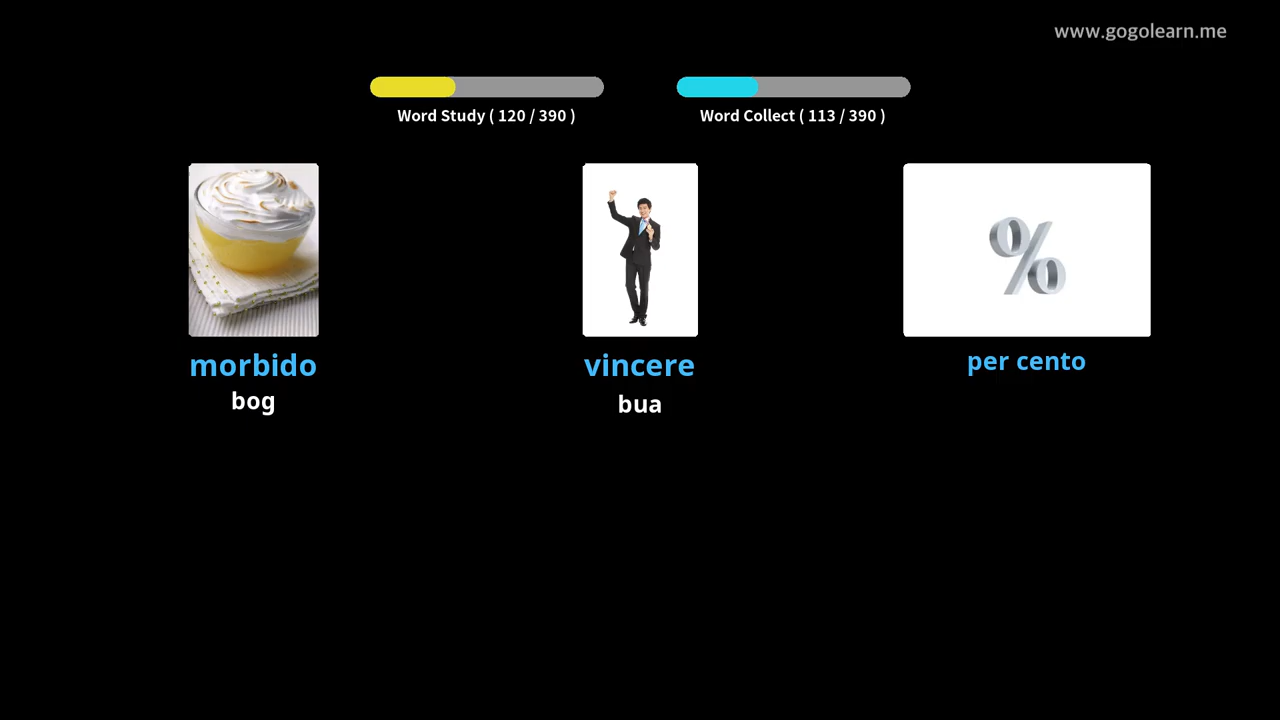 www.gogolearn.me
Word Study ( 120 / 390 )
Word Collect ( 113 / 390 )
morbido
bog
vincere
bua
%
per cento